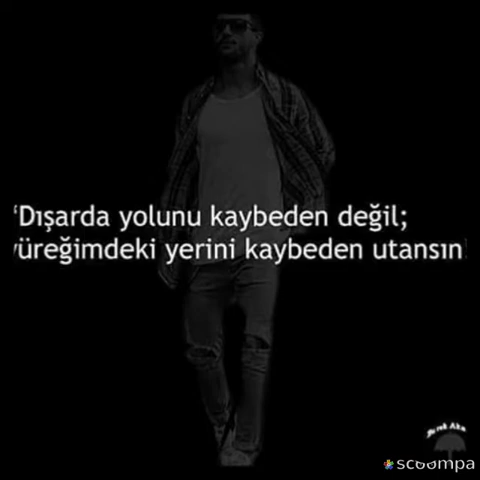 'Dışarda yolunu kaybeden değil;
yüreğimdeki yerini kaybeden utansın'
scoompa